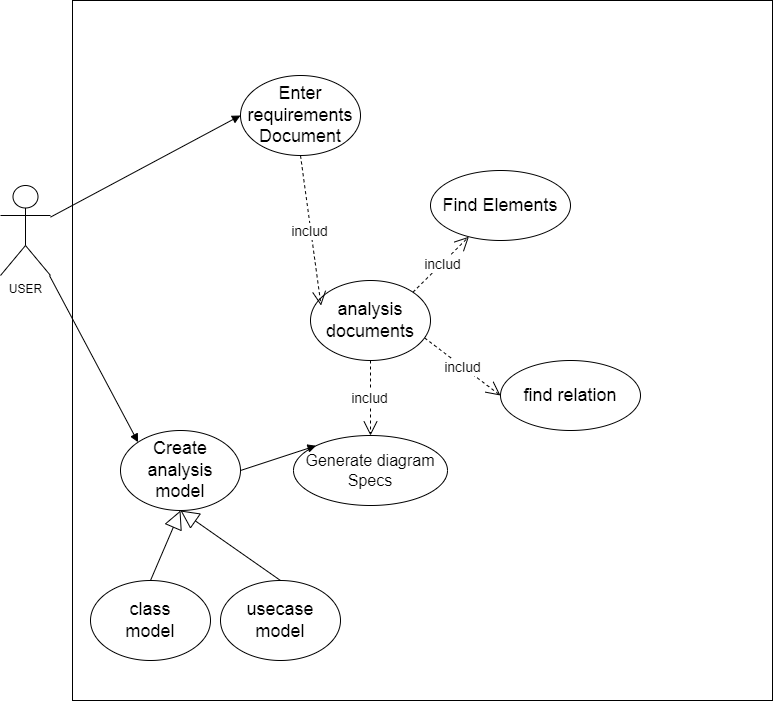 Enter
requirements
Document
Find Elements
includ
includ
USER
analysis
documents
includ
find relation
includ
Create
analysis
model
Generate diagram
Specs
class
model
usecase
model